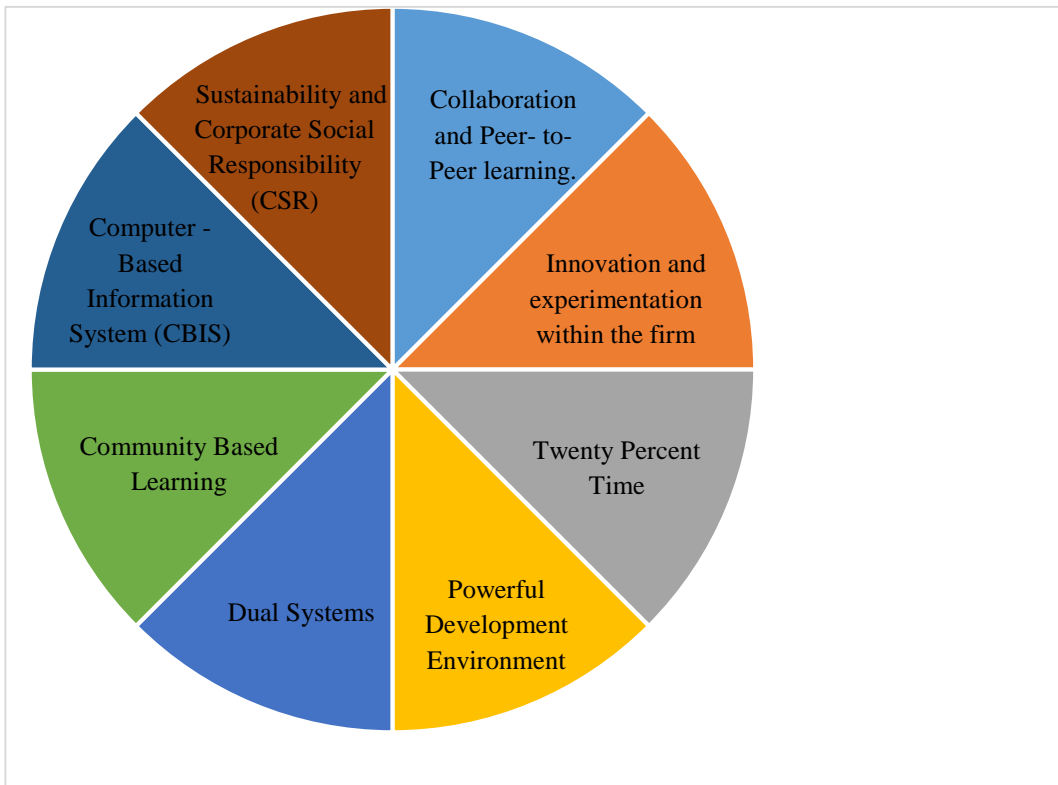 Sustainability and
Corporate Social
Responsibility
(CSR)
Collaboration
and Peer- to-
Peer learning.
Innovation and
experimentation
within the firm
Twenty Percent
Time
Powerful
Development
Environment
Dual Systems
Community Based
Learning
Computer -
Based
Information
System (CBIS)